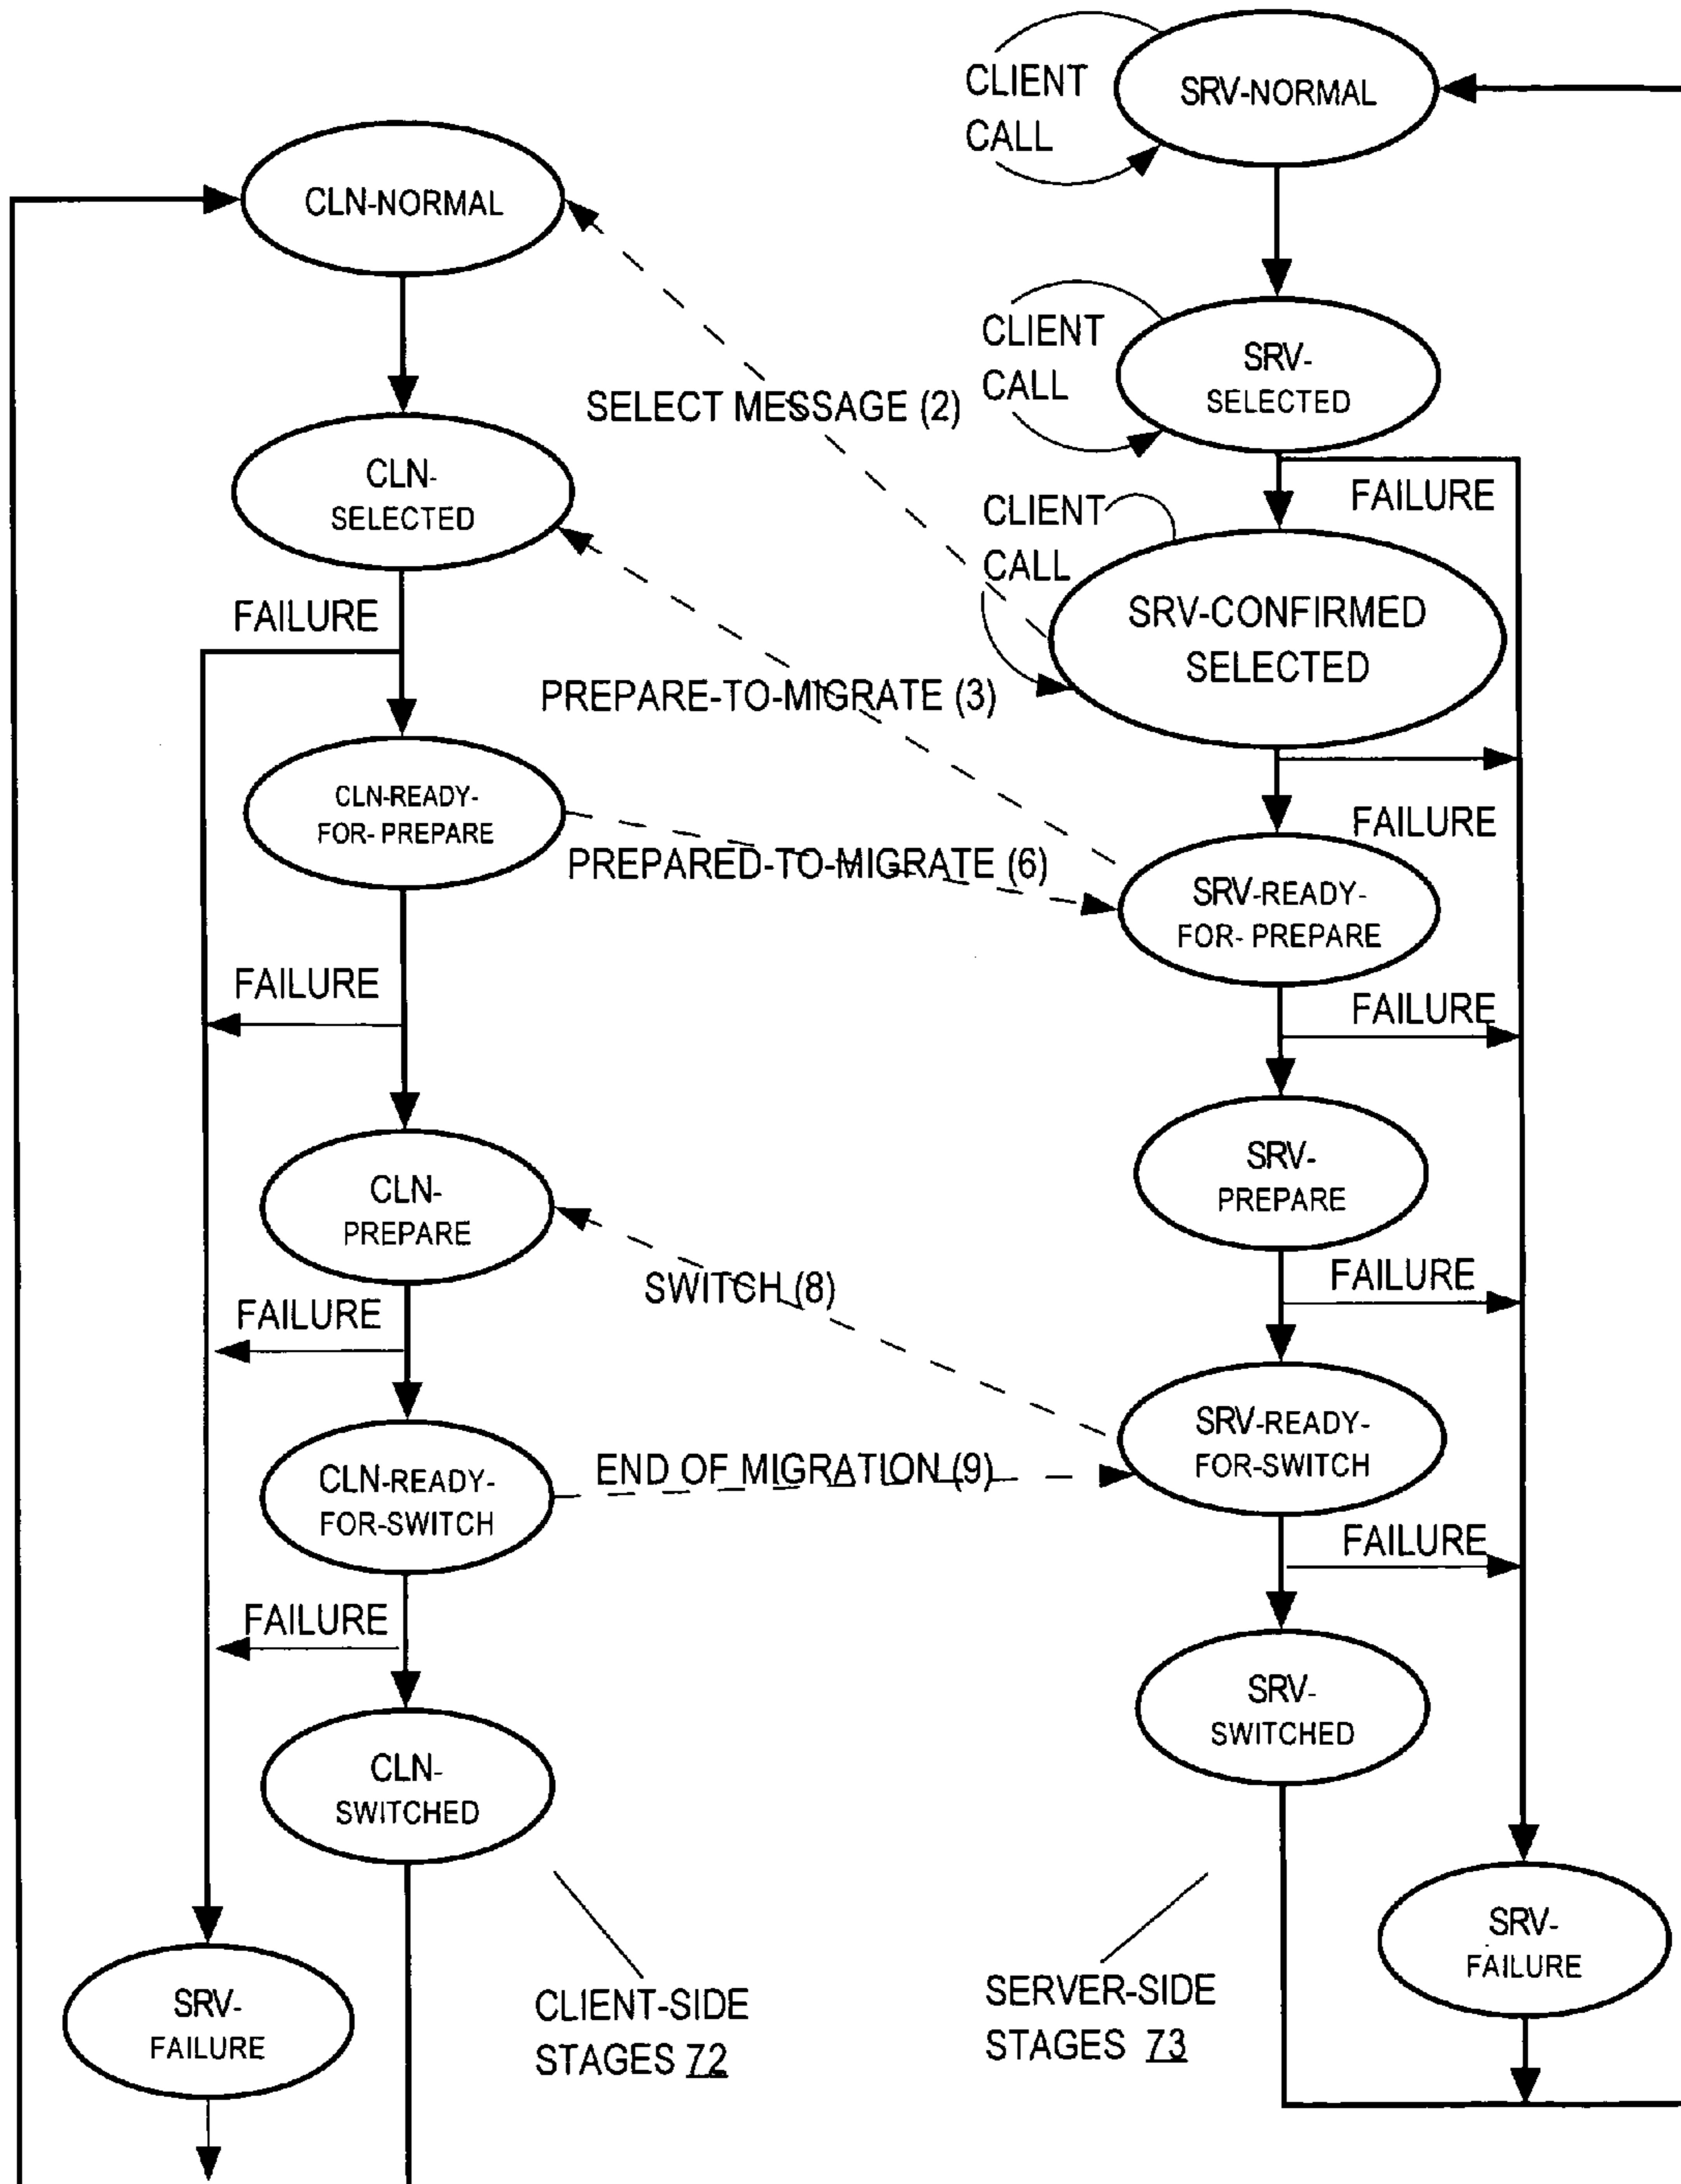 CLIENT
CALL
SRV-NORMAL
CLN-NORMAL
CLIENT
CALL
SRV-
SELECTED
SELECT MESSAGE (2)
CLN-
SELECTED
FAILURE
CLIENT
CALL
SRV-CONFIRMED
SELECTED
FAILURE
PREPARE-TO-MIGRATE (3)
CLN-READY-
FOR- PREPARE
FAILURE
PREPARED-TO-MIGRATE (6)
SRV-READY-
FOR- PREPARE
FAILURE
FAILURE
SRV-
PREPARE
CLN-
PREPARE
SWITCH (8)
FAILURE
FAILURE
SRV-READY-
FOR-SWITCH
CLN-READY-
FOR-SWITCH
END OF MIGRATION (9)
FAILURE
FAILURE
SRV-
SWITCHED
CLN-
SWITCHED
SRV-
FAILURE
CLIENT-SIDE
STAGES 72
SERVER-SIDE
STAGES 73
SRV-
FAILURE